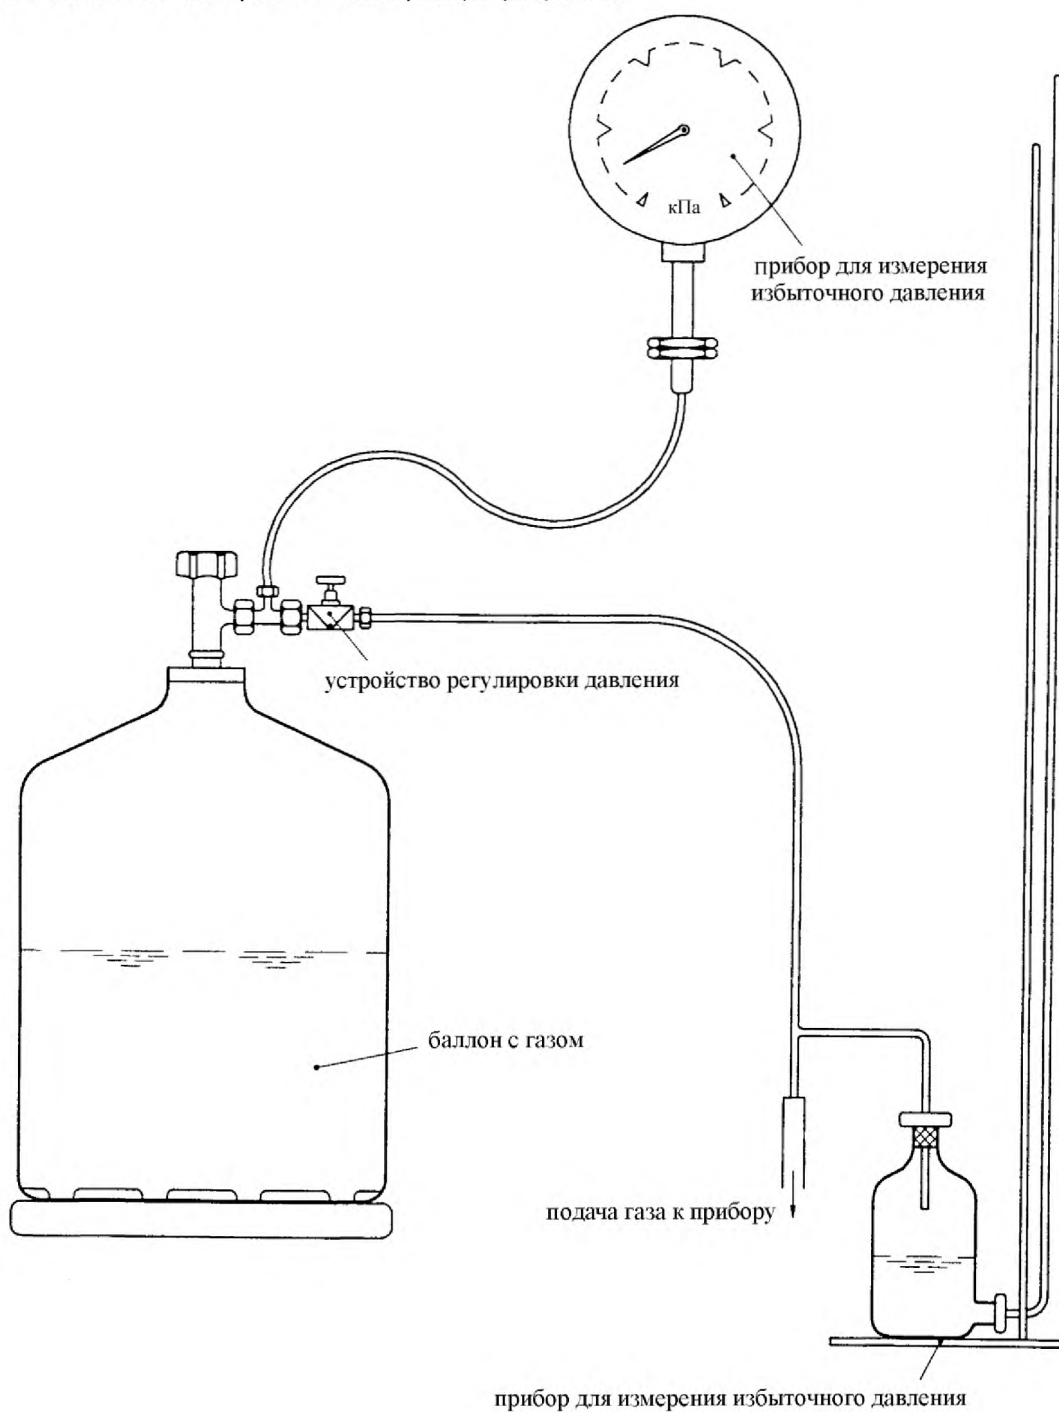 кПа
прибор для измерения
избыточного давления
устройство регулировки давления
баллон с газом
подача газа к прибору
прибор для измерения избыточного давления